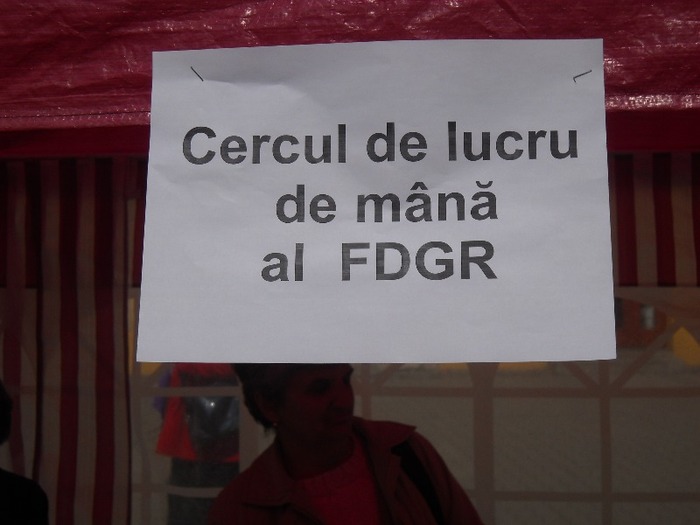 Cercul de lucru
de mână
al FDGR